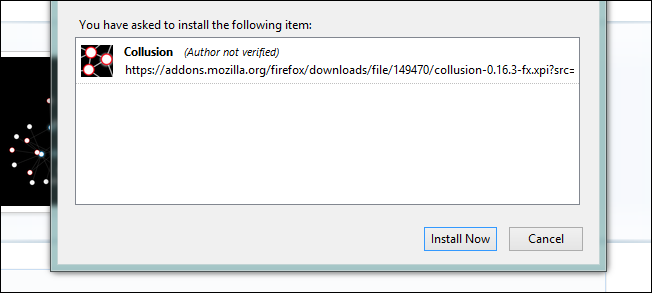 You have asked to install the following item:
Collusion (Author not verified)
https://addons.mozilla.org/firefox/downloads/file/149470/collusion-0.16.3-fx.xpi?src=
Install Now Cancel